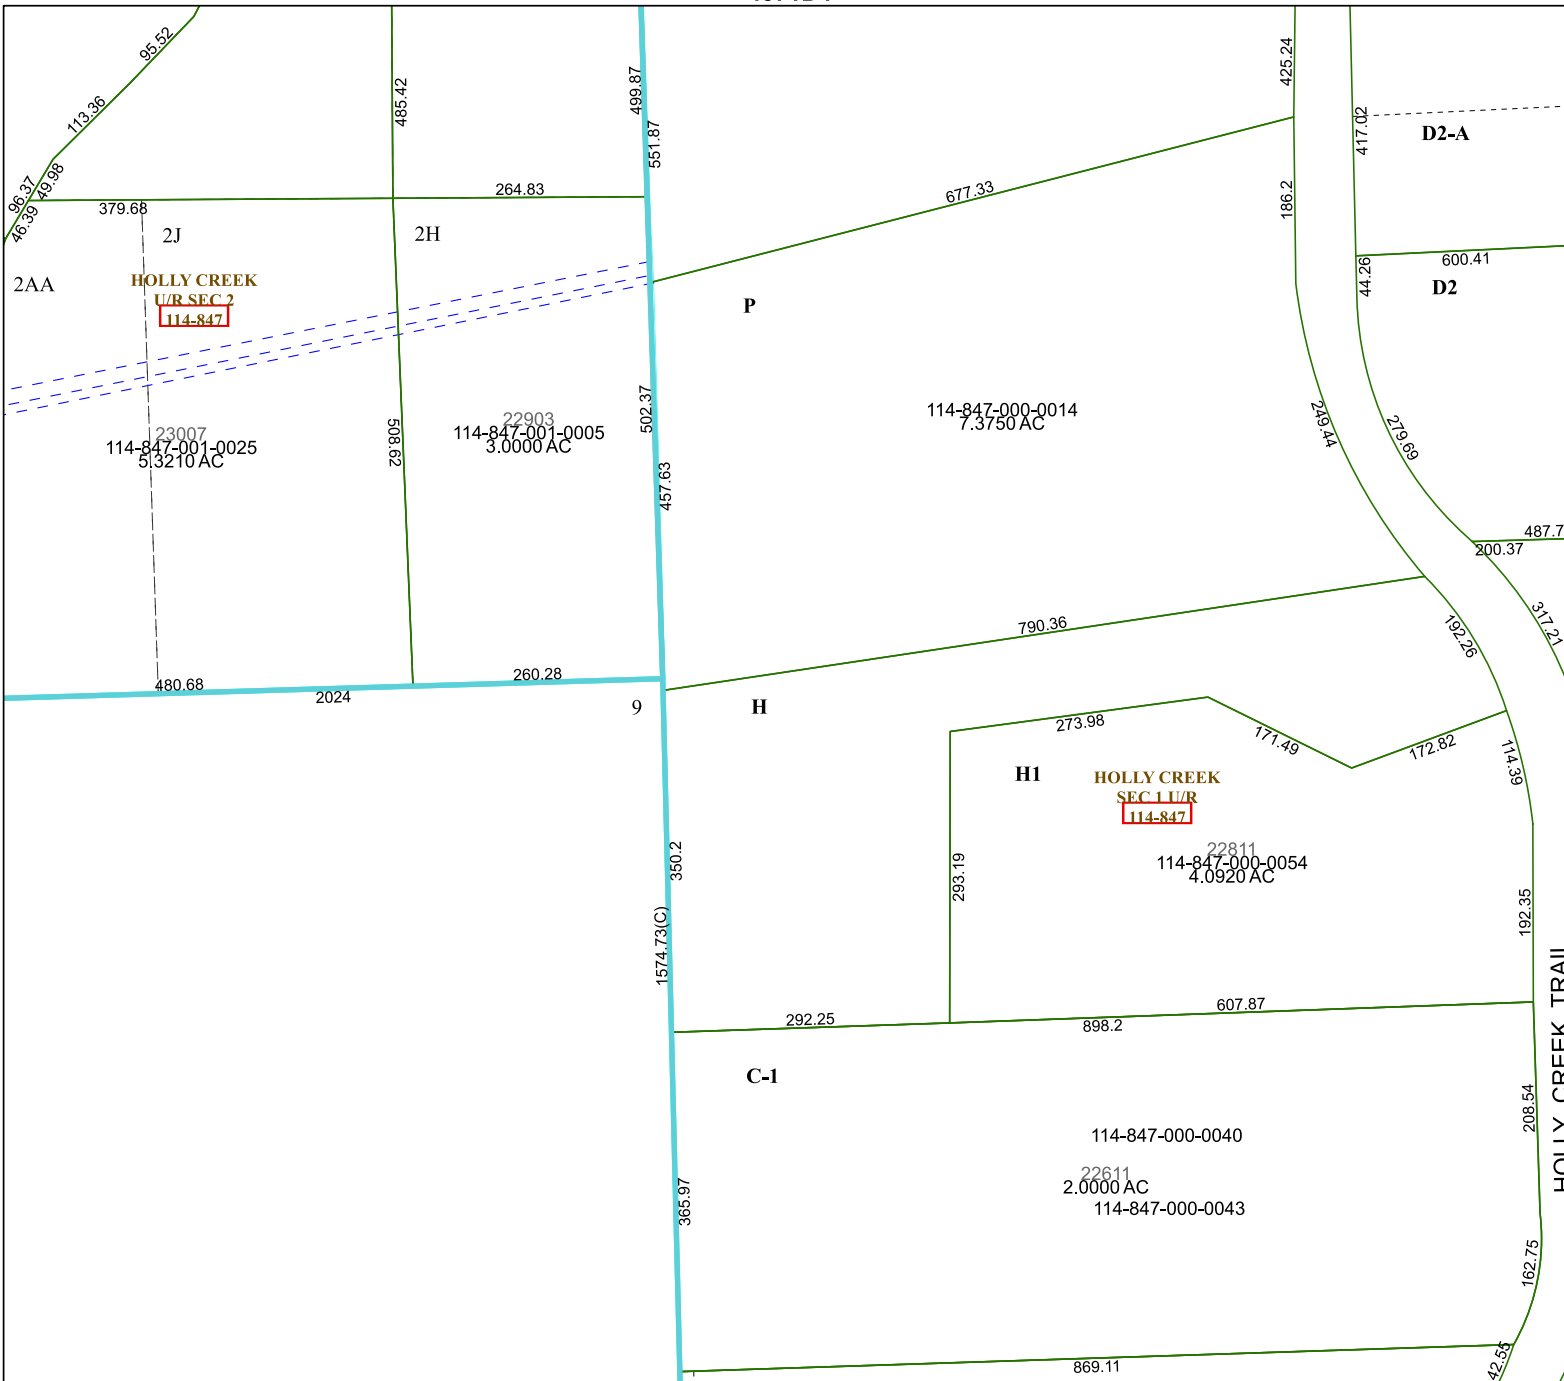 95.52
113.36
96.37
49.98
46.39
379.68
485.42
264.83
499.87
551.87
677.33
425.24
186.2
417.02
D2-A
44.26
600.41
D2
2J
2H
2AA
HOLLY CREEK
U/R SEC 2
114-847
P
23007
114-847-001-0025
5.3210 AC
508.62
22903
114-847-001-0005
3.0000 AC
502.37
457.63
114-847-000-0014
7.3750 AC
249.44
279.69
487.7
200.37
317.21
192.26
790.36
480.68
2024
260.28
9
H
273.98
171.49
172.82
114.39
H1
HOLLY CREEK
SEC 1 U/R
114-847
22811
114-847-000-0054
4.0920 AC
293.19
350.2
1574.73(C)
192.35
292.25
607.87
898.2
HOLLY CREEK TRAIL
C-1
208.54
114-847-000-0040
22611
2.0000 AC
114-847-000-0043
365.97
162.75
869.11
42.55